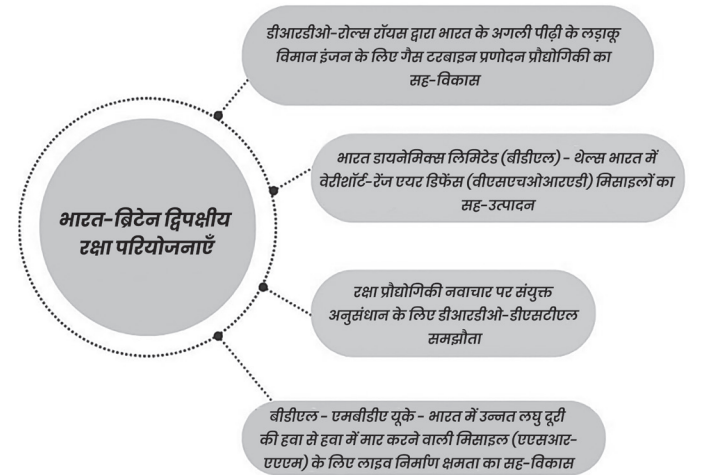 डीआरडीओ-रोल्स रॉयस द्वारा भारत के अगली पीढ़ी के लड़ाकू
विमान इंजन के लिए गैस टरबाइन प्रणोदन प्रौद्योगिकी का
सह-विकास
भारत डायनेमिक्स लिमिटेड (बीडीएल) - थेल्स भारत में
वेरीशॉर्ट-रेंज एयर डिफेंस (वीएसएचओआरएडी) मिसाइलों का
सह-उत्पादन
भारत-ब्रिटेन द्विपक्षीय
रक्षा परियोजनाएँ
रक्षा प्रौद्योगिकी नवाचार पर संयुक्त
अनुसंधान के लिए डीआरडीओ-डीएसटीएल
समझौता
बीडीएल - एमबीडीए यूके - भारत में उन्नत लघु दूरी
की हवा से हवा में मार करने वाली मिसाइल (एएसआर-
एएएम) के लिए लाइव निर्माण क्षमता का सह-विकास